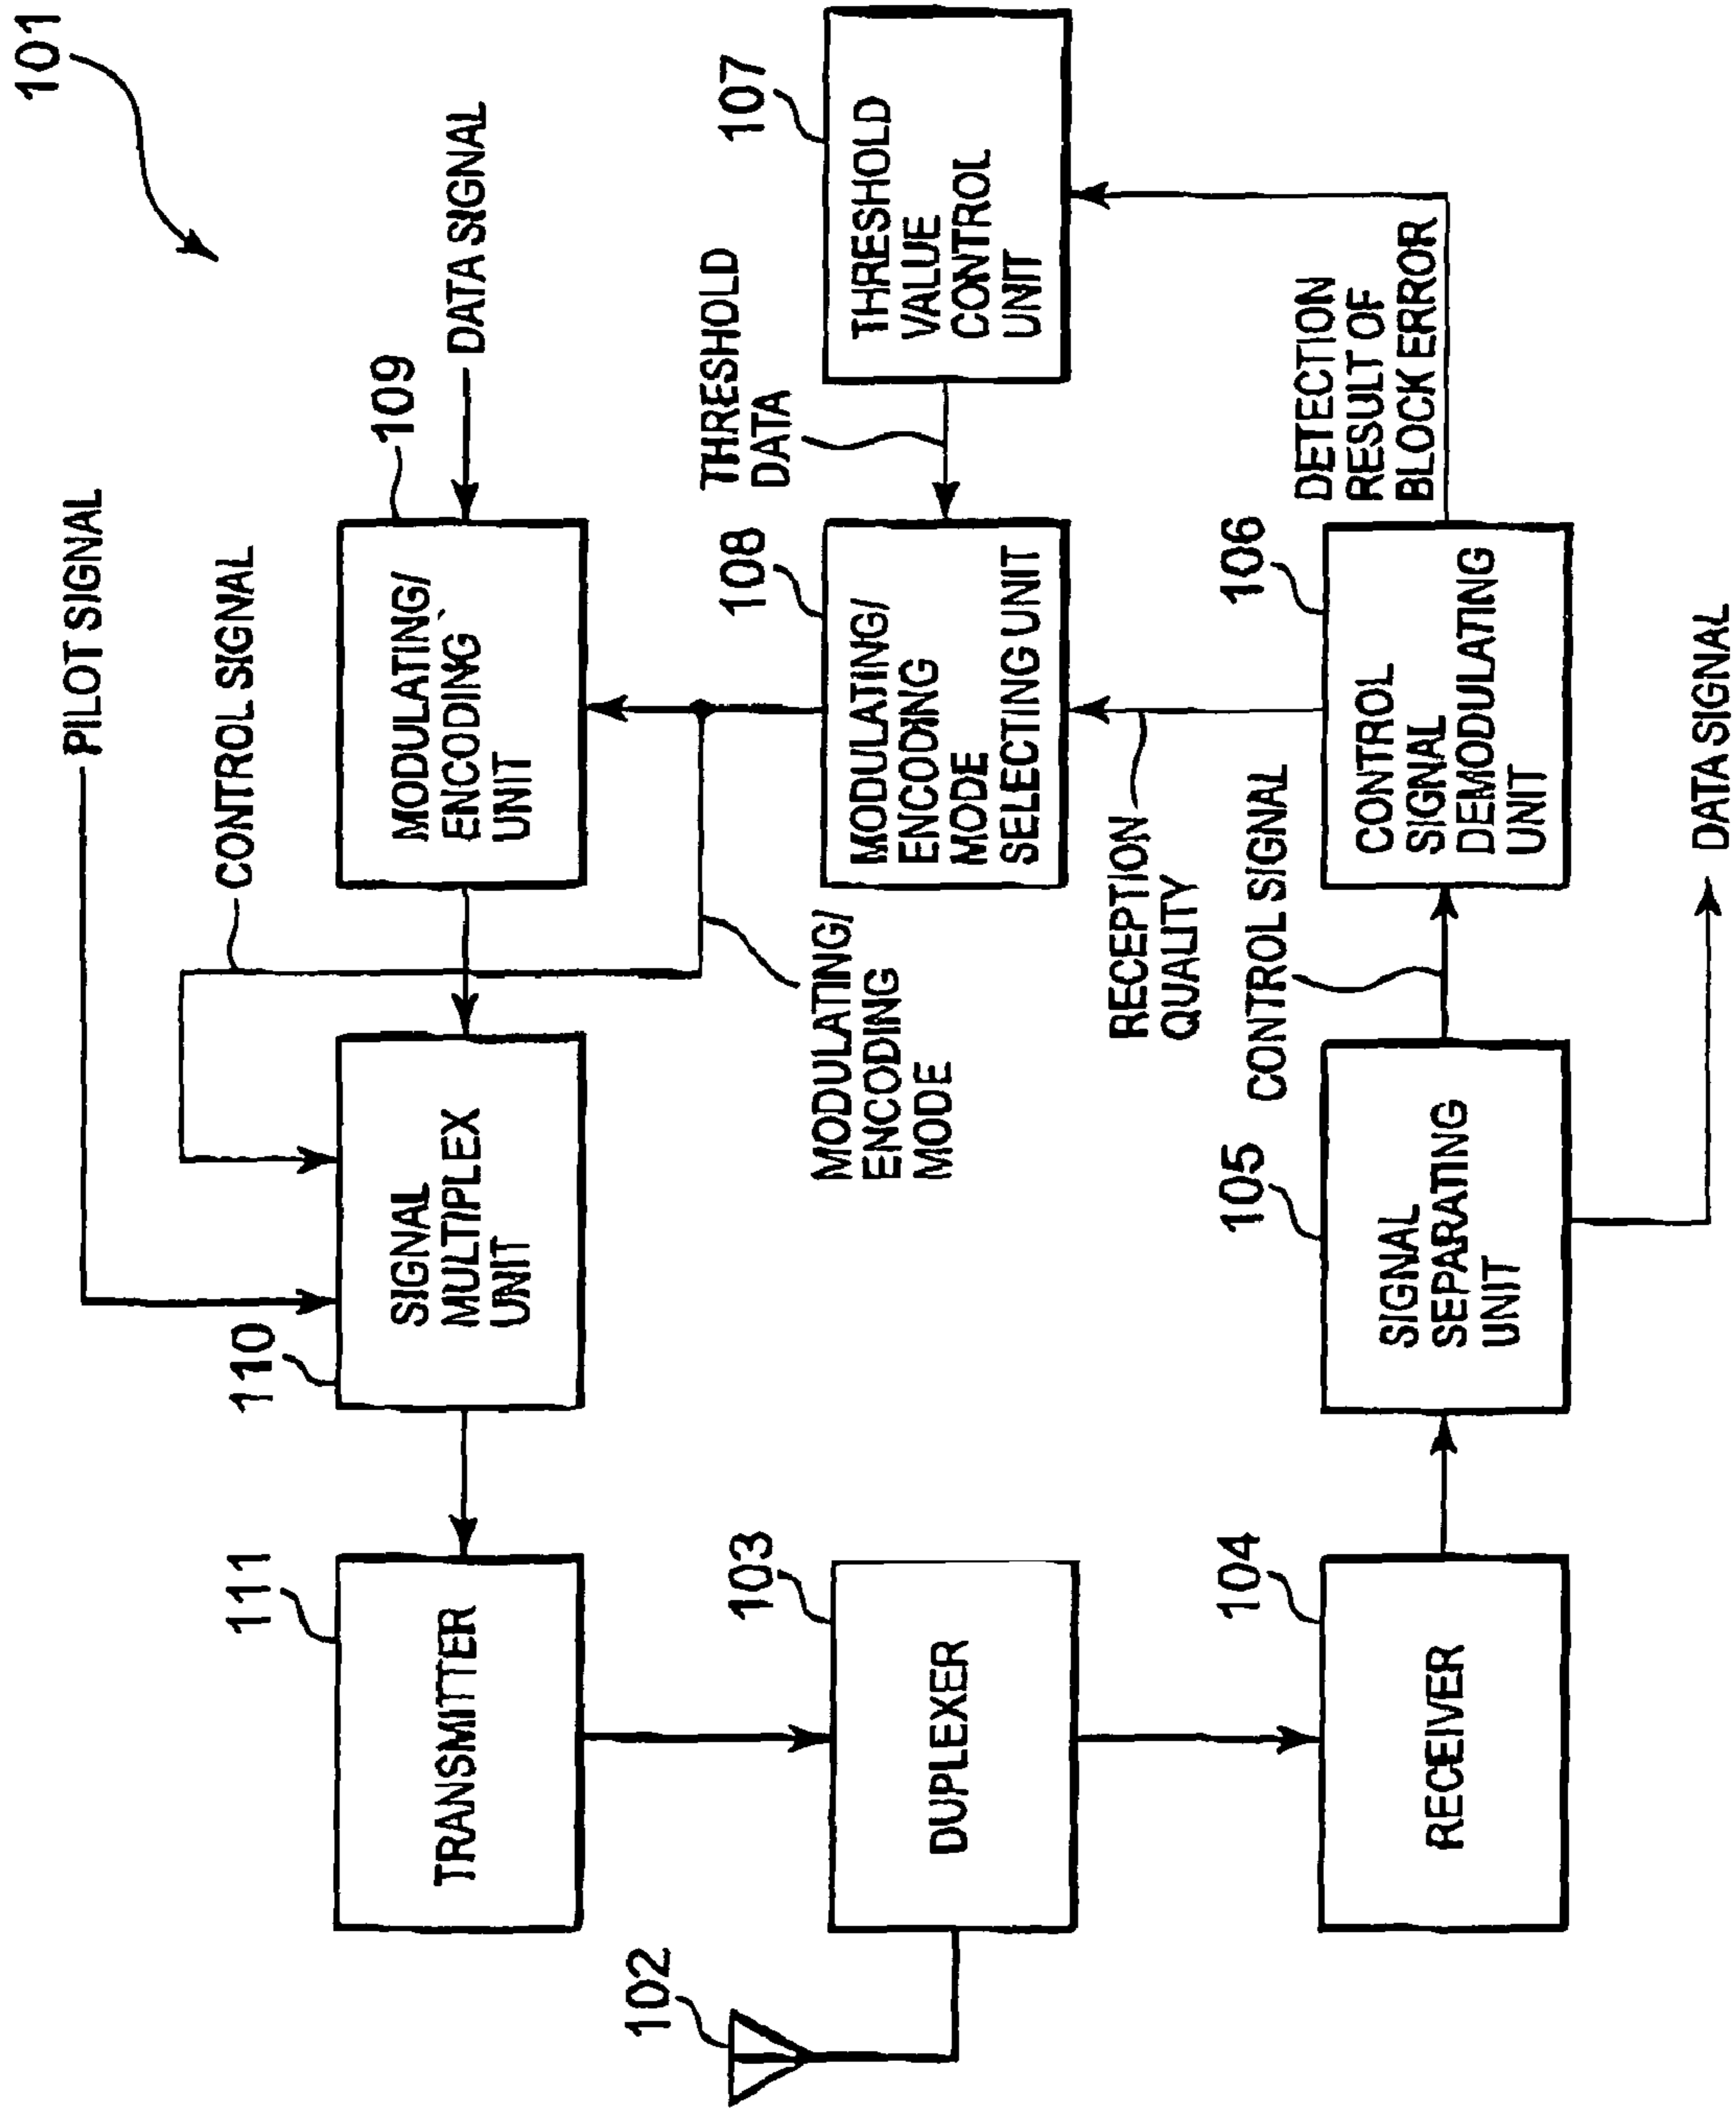 101
PILOT SIGNAL
CONTROL SIGNAL
DATA SIGNAL
111
TRANSMITTER
110
SIGNAL
MULTIPLEX
UNIT
109
MODULATING/
ENCODING
UNIT
MODULATING/
ENCODING
MODE
THRESHOLD
DATA
102
103
DUPLEXER
108
MODULATING/
ENCODING
MODE
SELECTING UNIT
107
THRESHOLD
VALUE
CONTROL
UNIT
RECEPTION
QUALITY
CONTROL SIGNAL
DETECTION
RESULT OF
BLOCK ERROR
104
RECEIVER
105
SIGNAL
SEPARATING
UNIT
106
CONTROL
SIGNAL
DEMODULATING
UNIT
DATA SIGNAL